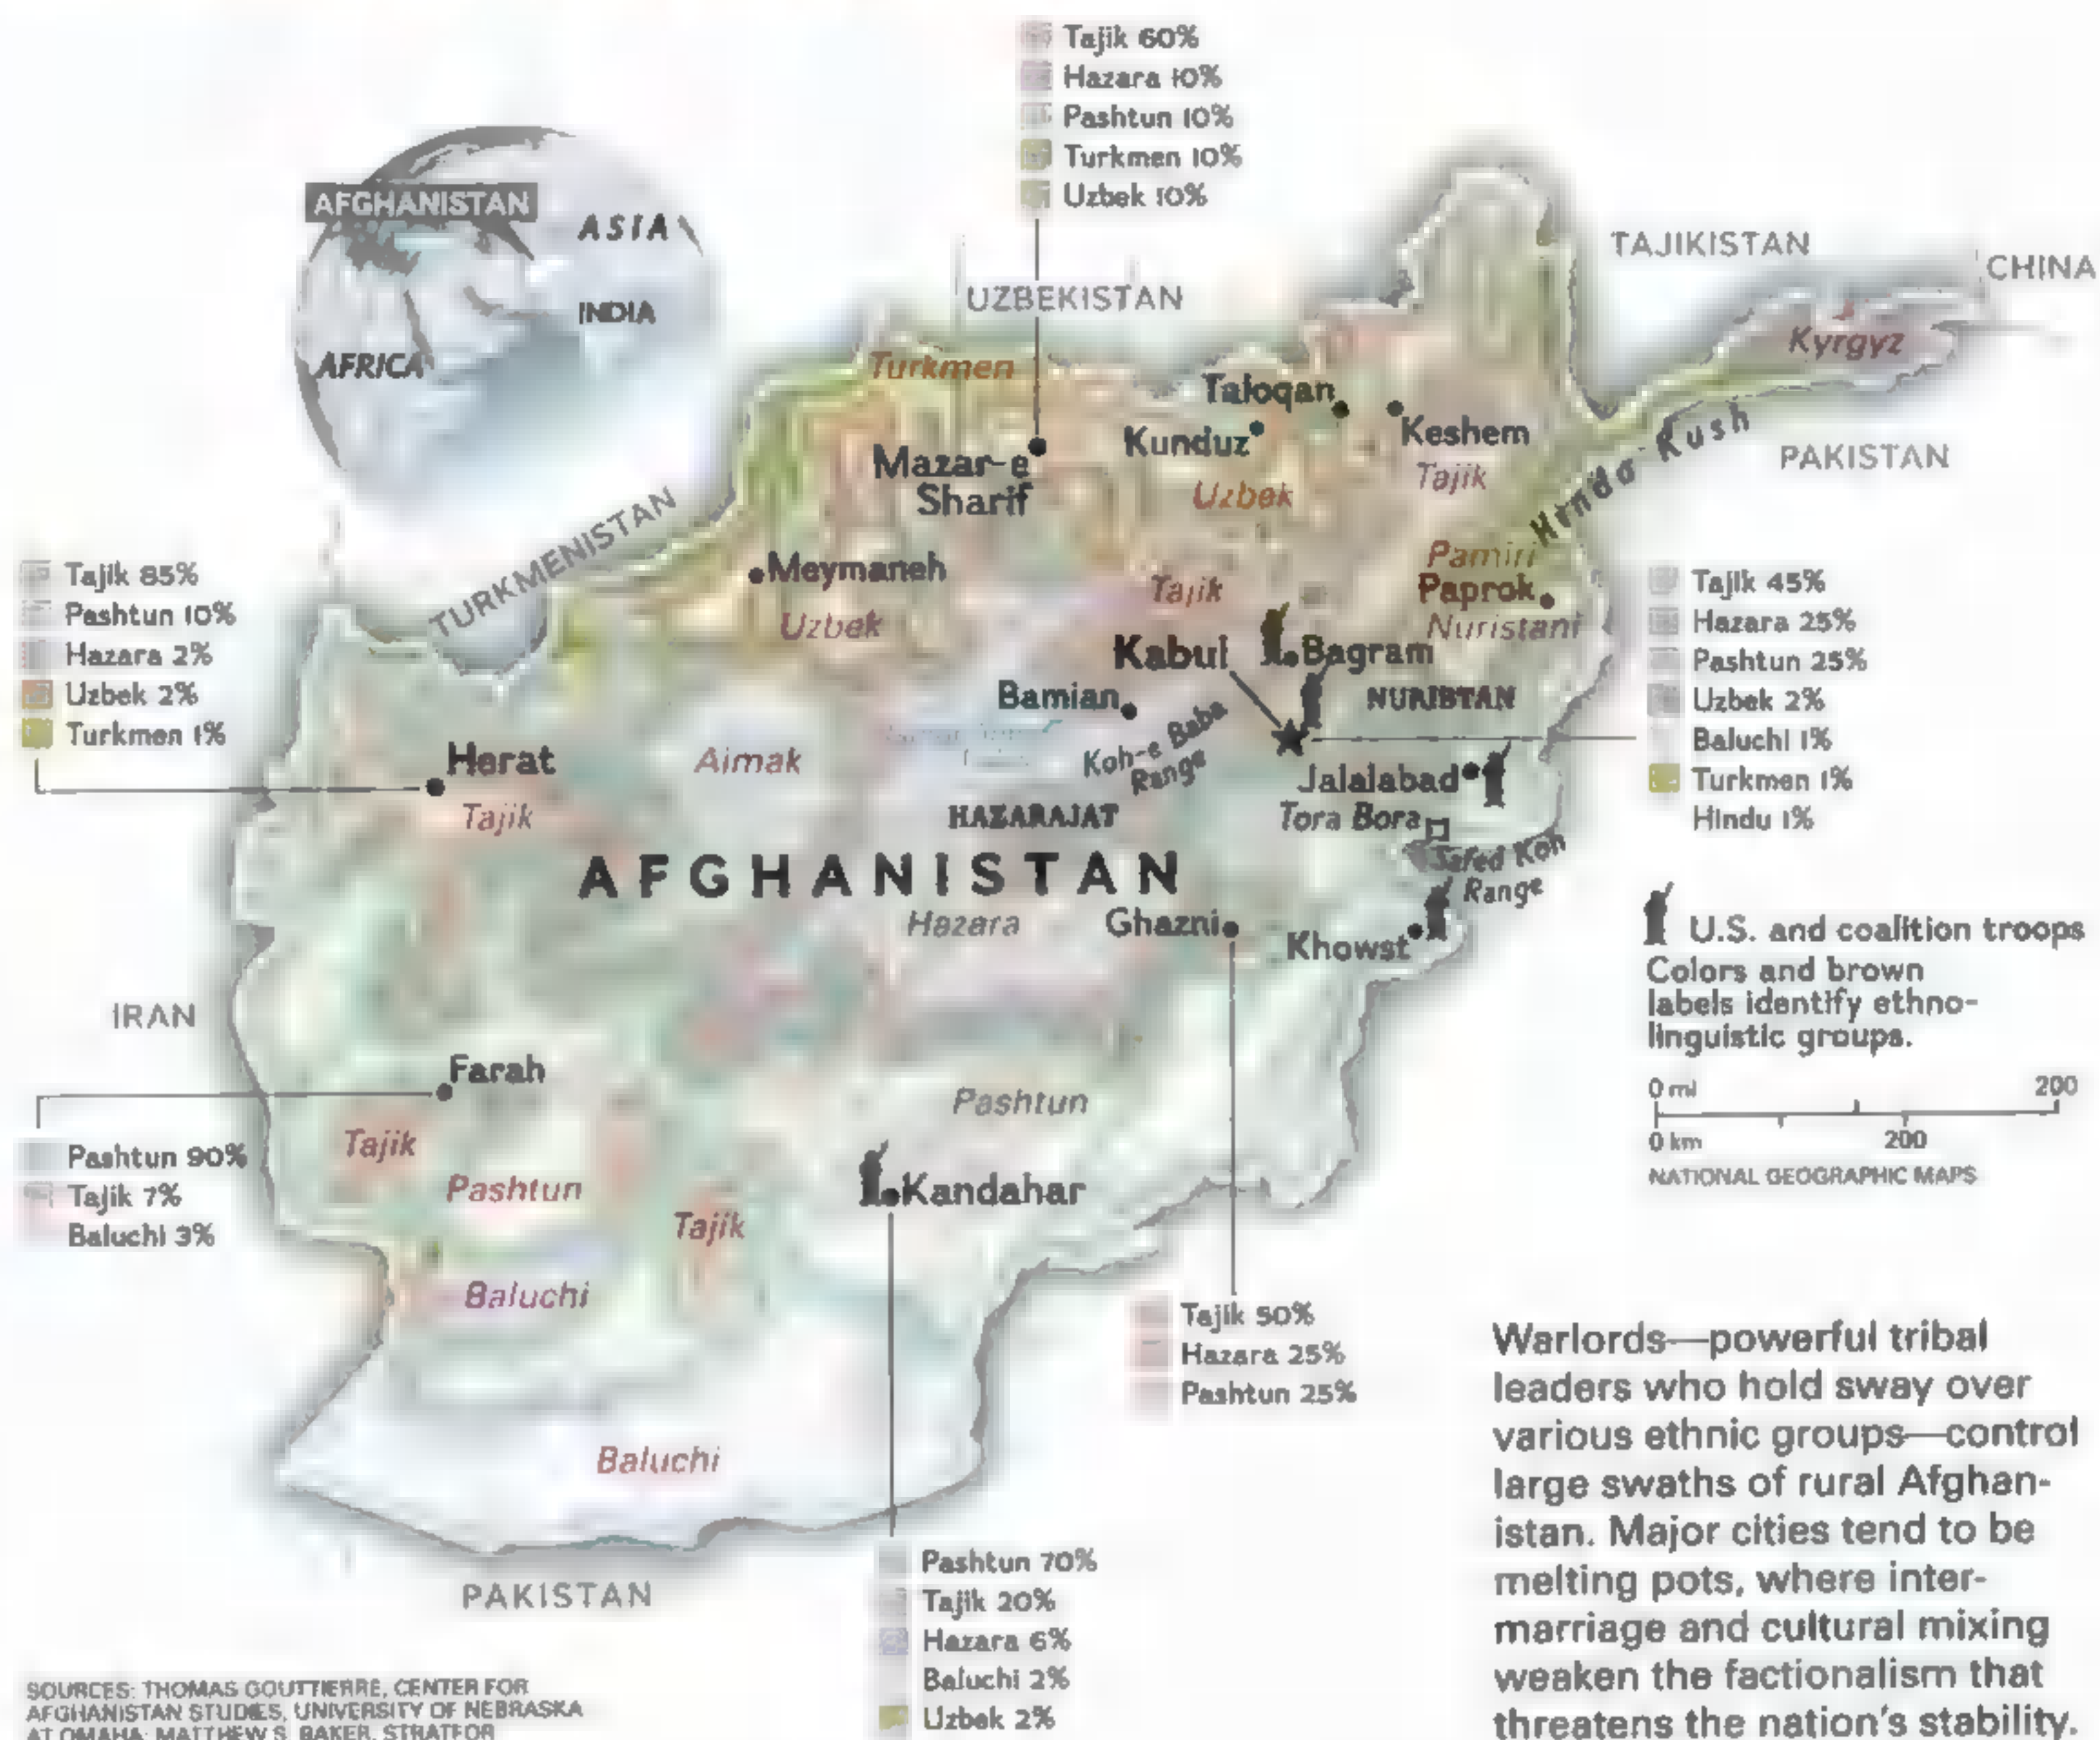 Tajik 60%
Hazara 10%
Pashtun 10%
Turkmen 10%
Uzbek 10%
AFGHANISTAN
ASIA
INDIA
AFRICA
TAJIKISTAN
CHINA
UZBEKISTAN
TURKMENISTAN
Turkmen
Kyrgyz
Taloqan
Kunduz
Keshem
Tajik
Mazar-e
Sharif
Uzbek
Hindu Kush
PAKISTAN
Meymaneh
Uzbek
Tajik
Pamiri
Paprok
Nuristani
Kabul
Bagram
NURISTAN
Bamian
Koh-e Baba
Range
Tajik 85%
Pashtun 10%
Hazara 2%
Uzbek 2%
Turkmen 1%
Tajik 45%
Hazara 25%
Pashtun 25%
Uzbek 2%
Baluchi 1%
Turkmen 1%
Hindu 1%
Herat
Tajik
Aimak
HAZARAJAT
Jalalabad
Tora Bora
Safed Koh
Range
AFGHANISTAN
Hazara
Ghazni
Khowst
U.S. and coalition troops
Colors and brown
labels identify ethno-
linguistic groups.
0 mi 200
0 km 200
NATIONAL GEOGRAPHIC MAPS
IRAN
Farah
Pashtun
Tajik
Pashtun
Tajik
Kandahar
Baluchi
Baluchi
Pashtun 90%
Tajik 7%
Baluchi 3%
Tajik 50%
Hazara 25%
Pashtun 25%
PAKISTAN
Pashtun 70%
Tajik 20%
Hazara 6%
Baluchi 2%
Uzbek 2%
Warlords—powerful tribal
leaders who hold sway over
various ethnic groups—control
large swaths of rural Afghan-
istan. Major cities tend to be
melting pots, where inter-
marriage and cultural mixing
weaken the factionalism that
threatens the nation's stability.
SOURCES: THOMAS GOUTTIERRE, CENTER FOR
AFGHANISTAN STUDIES, UNIVERSITY OF NEBRASKA
AT OMAHA; MATTHEW S. BAKER, STRATFOR